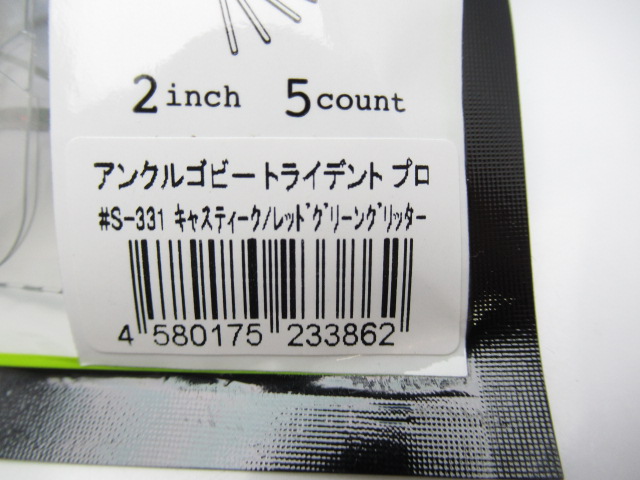 2 inch 5 count
アンクルゴビー トライデント プロ
#S-331 ｷｬｽティーク/ﾚｯﾄﾞｸﾞﾘｰﾝｸﾞﾘｯﾀｰ
4 580175 233862